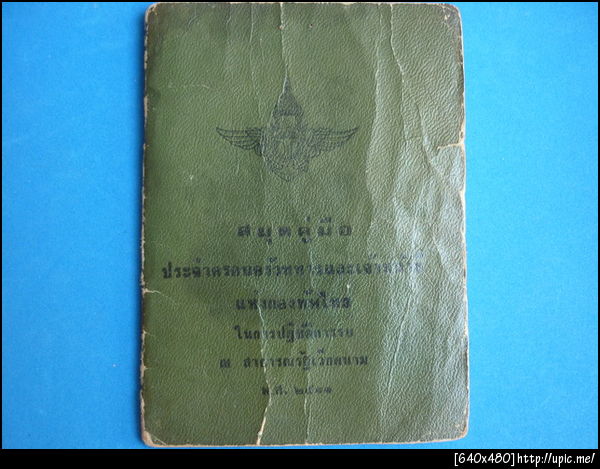 สมุดคู่มือ
ประจำครอบครัวทหารและเจ้าหน้าที่
แห่งกองทัพไทย
ในการปฏิบัติการรบ
ณ สาธารณรัฐเวียดนาม
พ.ศ. ๒๕๑๑
[640x480]http://upic.me/